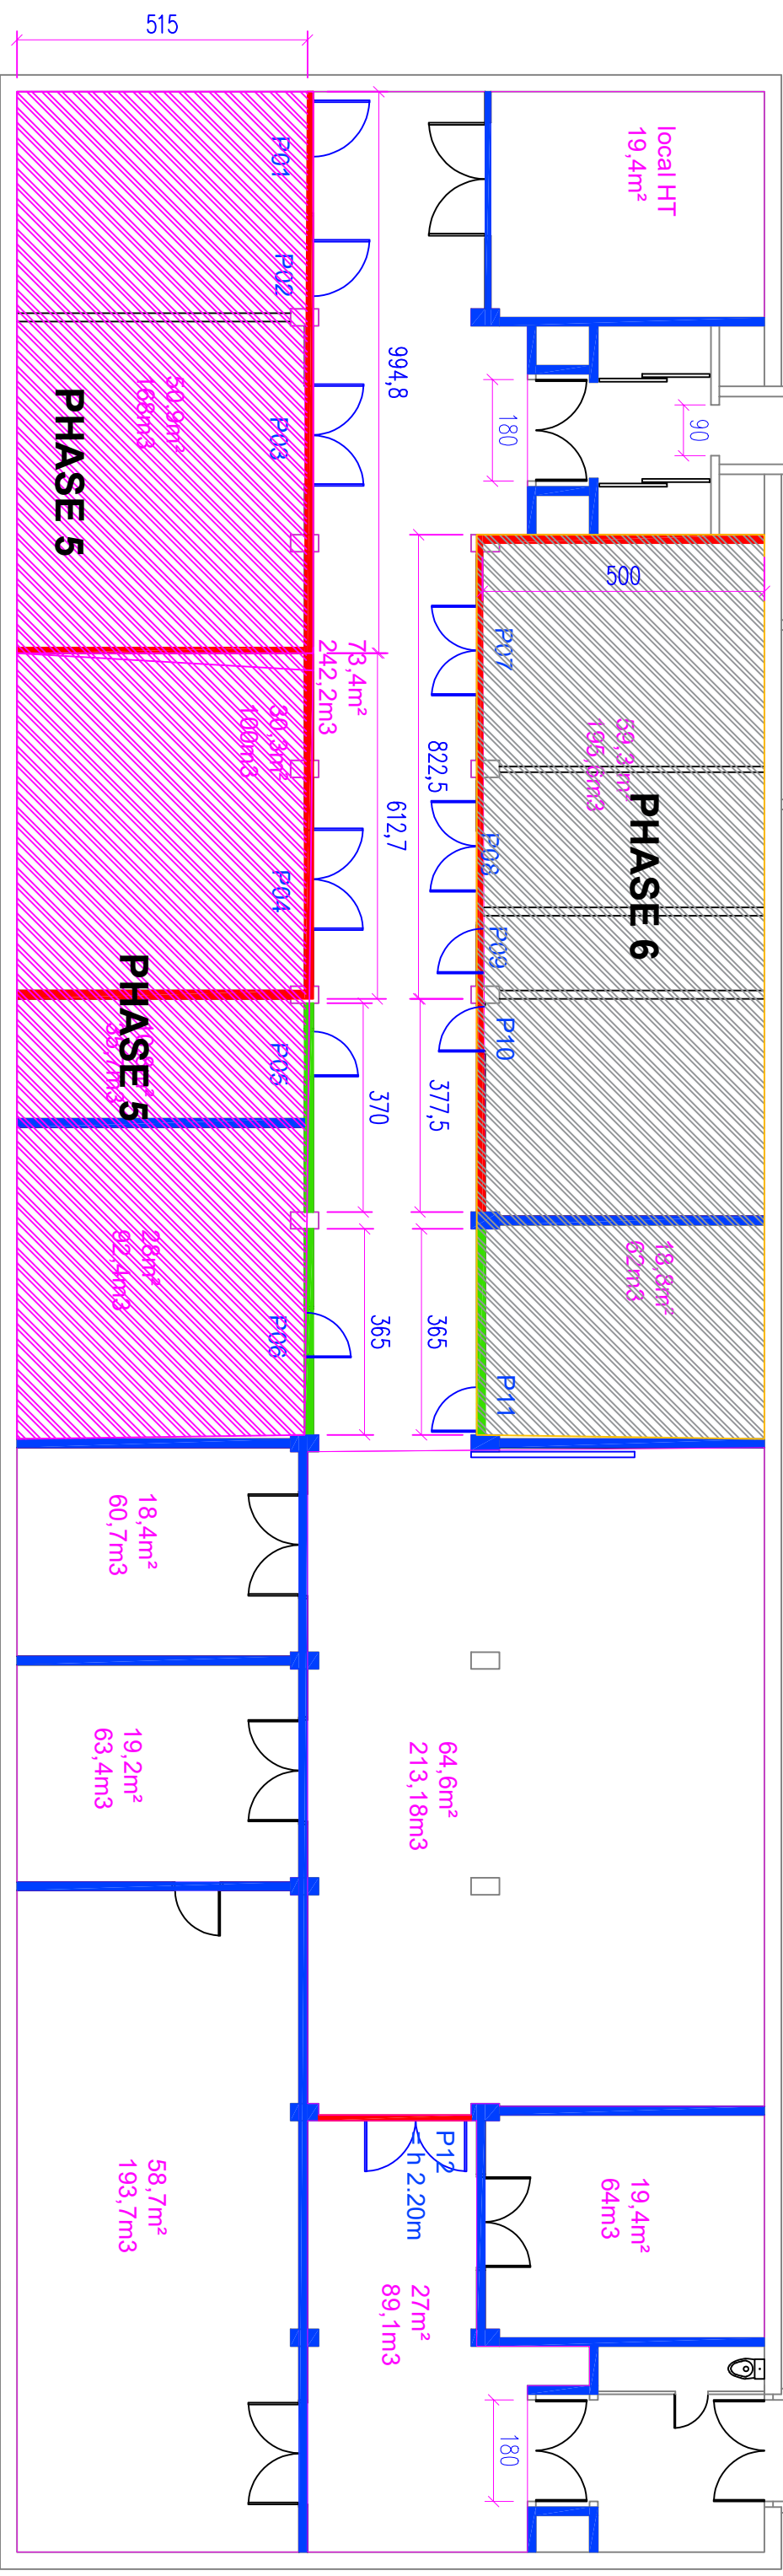 515
local HT
19,4m²
P01
P02
994,8
180
90
50,9m²
168m3
PHASE 5
P03
500
P07
73,4m²
242,2m3
30,3m²
100m3
59,31m²
195,6m3
PHASE 6
822,5
612,7
P04
P08
P09
PHASE 5
P05
P10
370
377,5
28m²
92,4m3
18,8m²
62m3
P06
365
365
P11
18,4m²
60,7m3
19,2m²
63,4m3
64,6m²
213,18m3
58,7m²
193,7m3
P12
= h 2.20m
19,4m²
64m3
27m²
89,1m3
180